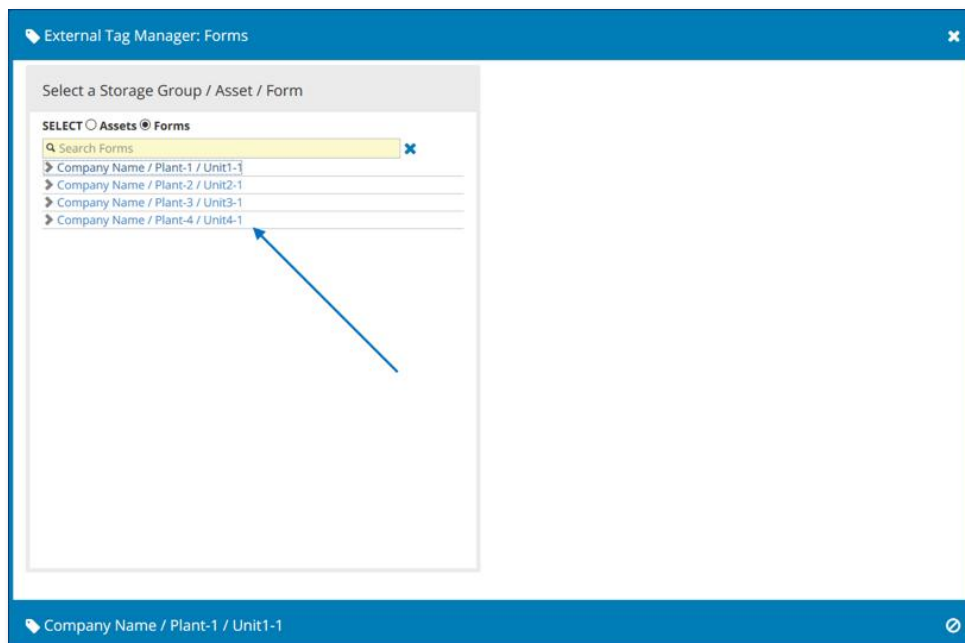 External Tag Manager: Forms
Select a Storage Group / Asset / Form
SELECT Assets Forms
Search Forms
Company Name / Plant-1 / Unit1-1
Company Name / Plant-2 / Unit2-1
Company Name / Plant-3 / Unit3-1
Company Name / Plant-4 / Unit4-1
Company Name / Plant-1 / Unit1-1